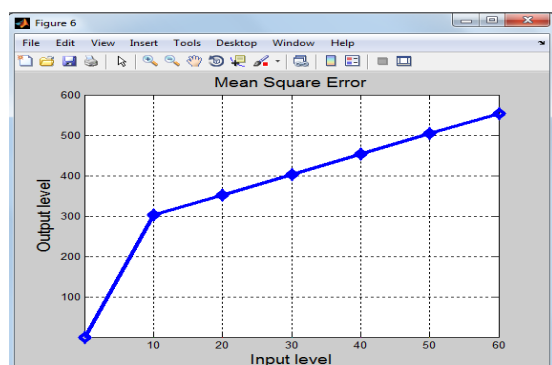 Figure 6
File Edit View Insert Tools Desktop Window Help
Mean Square Error
600
500
400
300
200
100
Output level
10 20 30 40 50 60
Input level